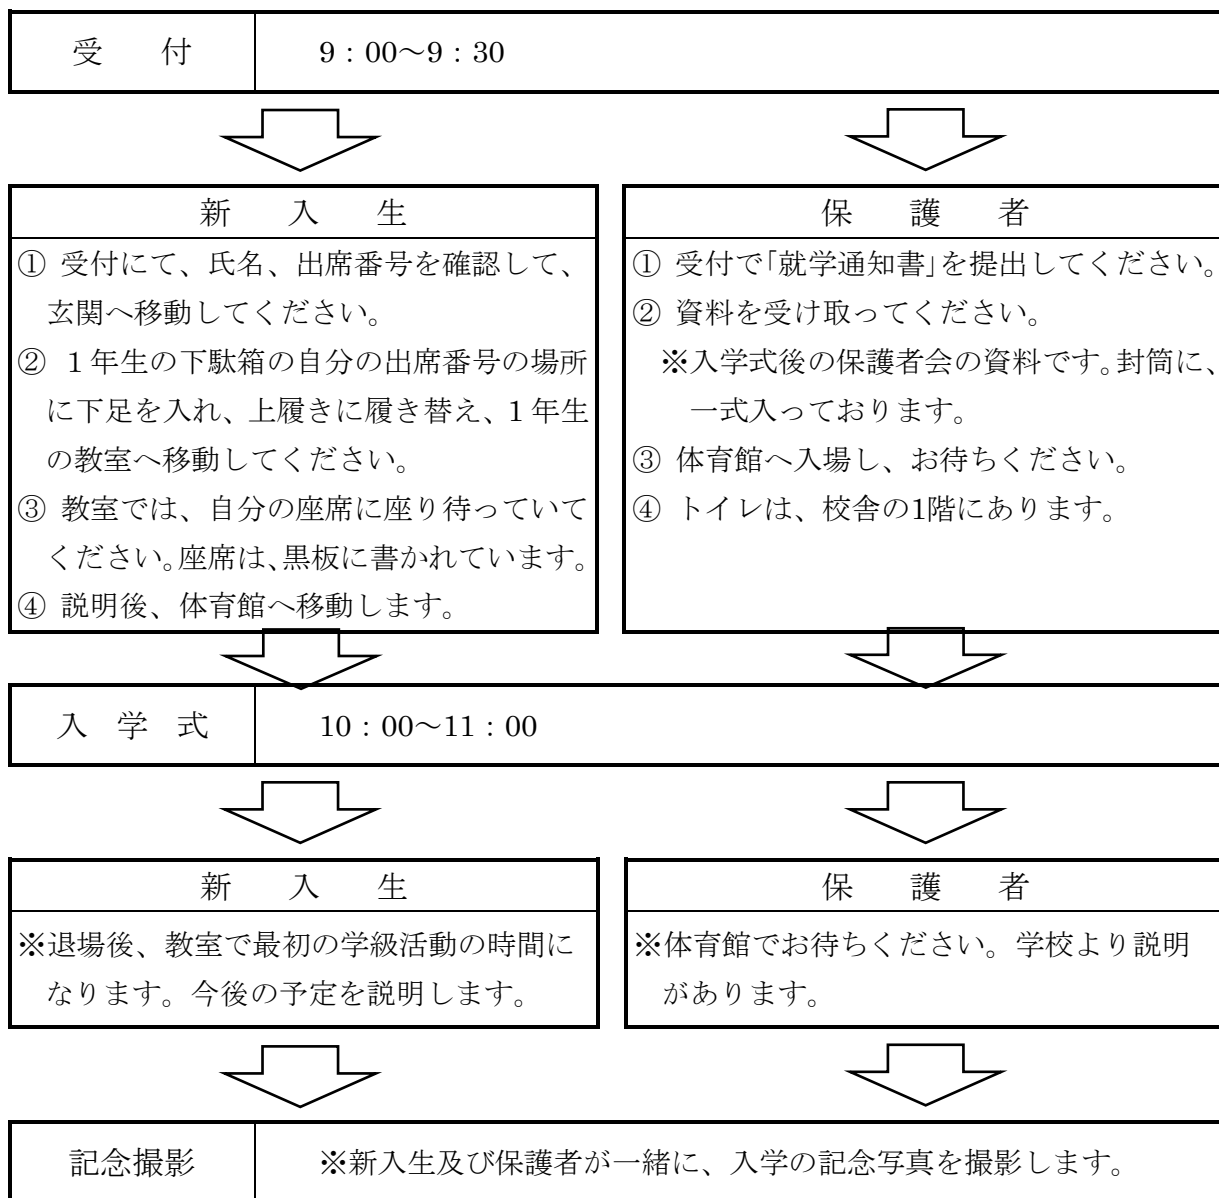 受　付　9：00～9：30
新　入　生
① 受付にて、氏名、出席番号を確認して、
玄関へ移動してください。
② １年生の下駄箱の自分の出席番号の場所
に下足を入れ、上履きに履き替え、１年生
の教室へ移動してください。
③ 教室では、自分の座席に座り待っていて
ください。座席は、黒板に書かれています。
④ 説明後、体育館へ移動します。
保　護　者
① 受付で「就学通知書」を提出してください。
② 資料を受け取ってください。
※入学式後の保護者会の資料です。封筒に、
一式入っております。
③ 体育館へ入場し、お待ちください。
④ トイレは、校舎の1階にあります。
入　学　式　10：00～11：00
新　入　生
※退場後、教室で最初の学級活動の時間に
なります。今後の予定を説明します。
保　護　者
※体育館でお待ちください。学校より説明
があります。
記念撮影　※新入生及び保護者が一緒に、入学の記念写真を撮影します。